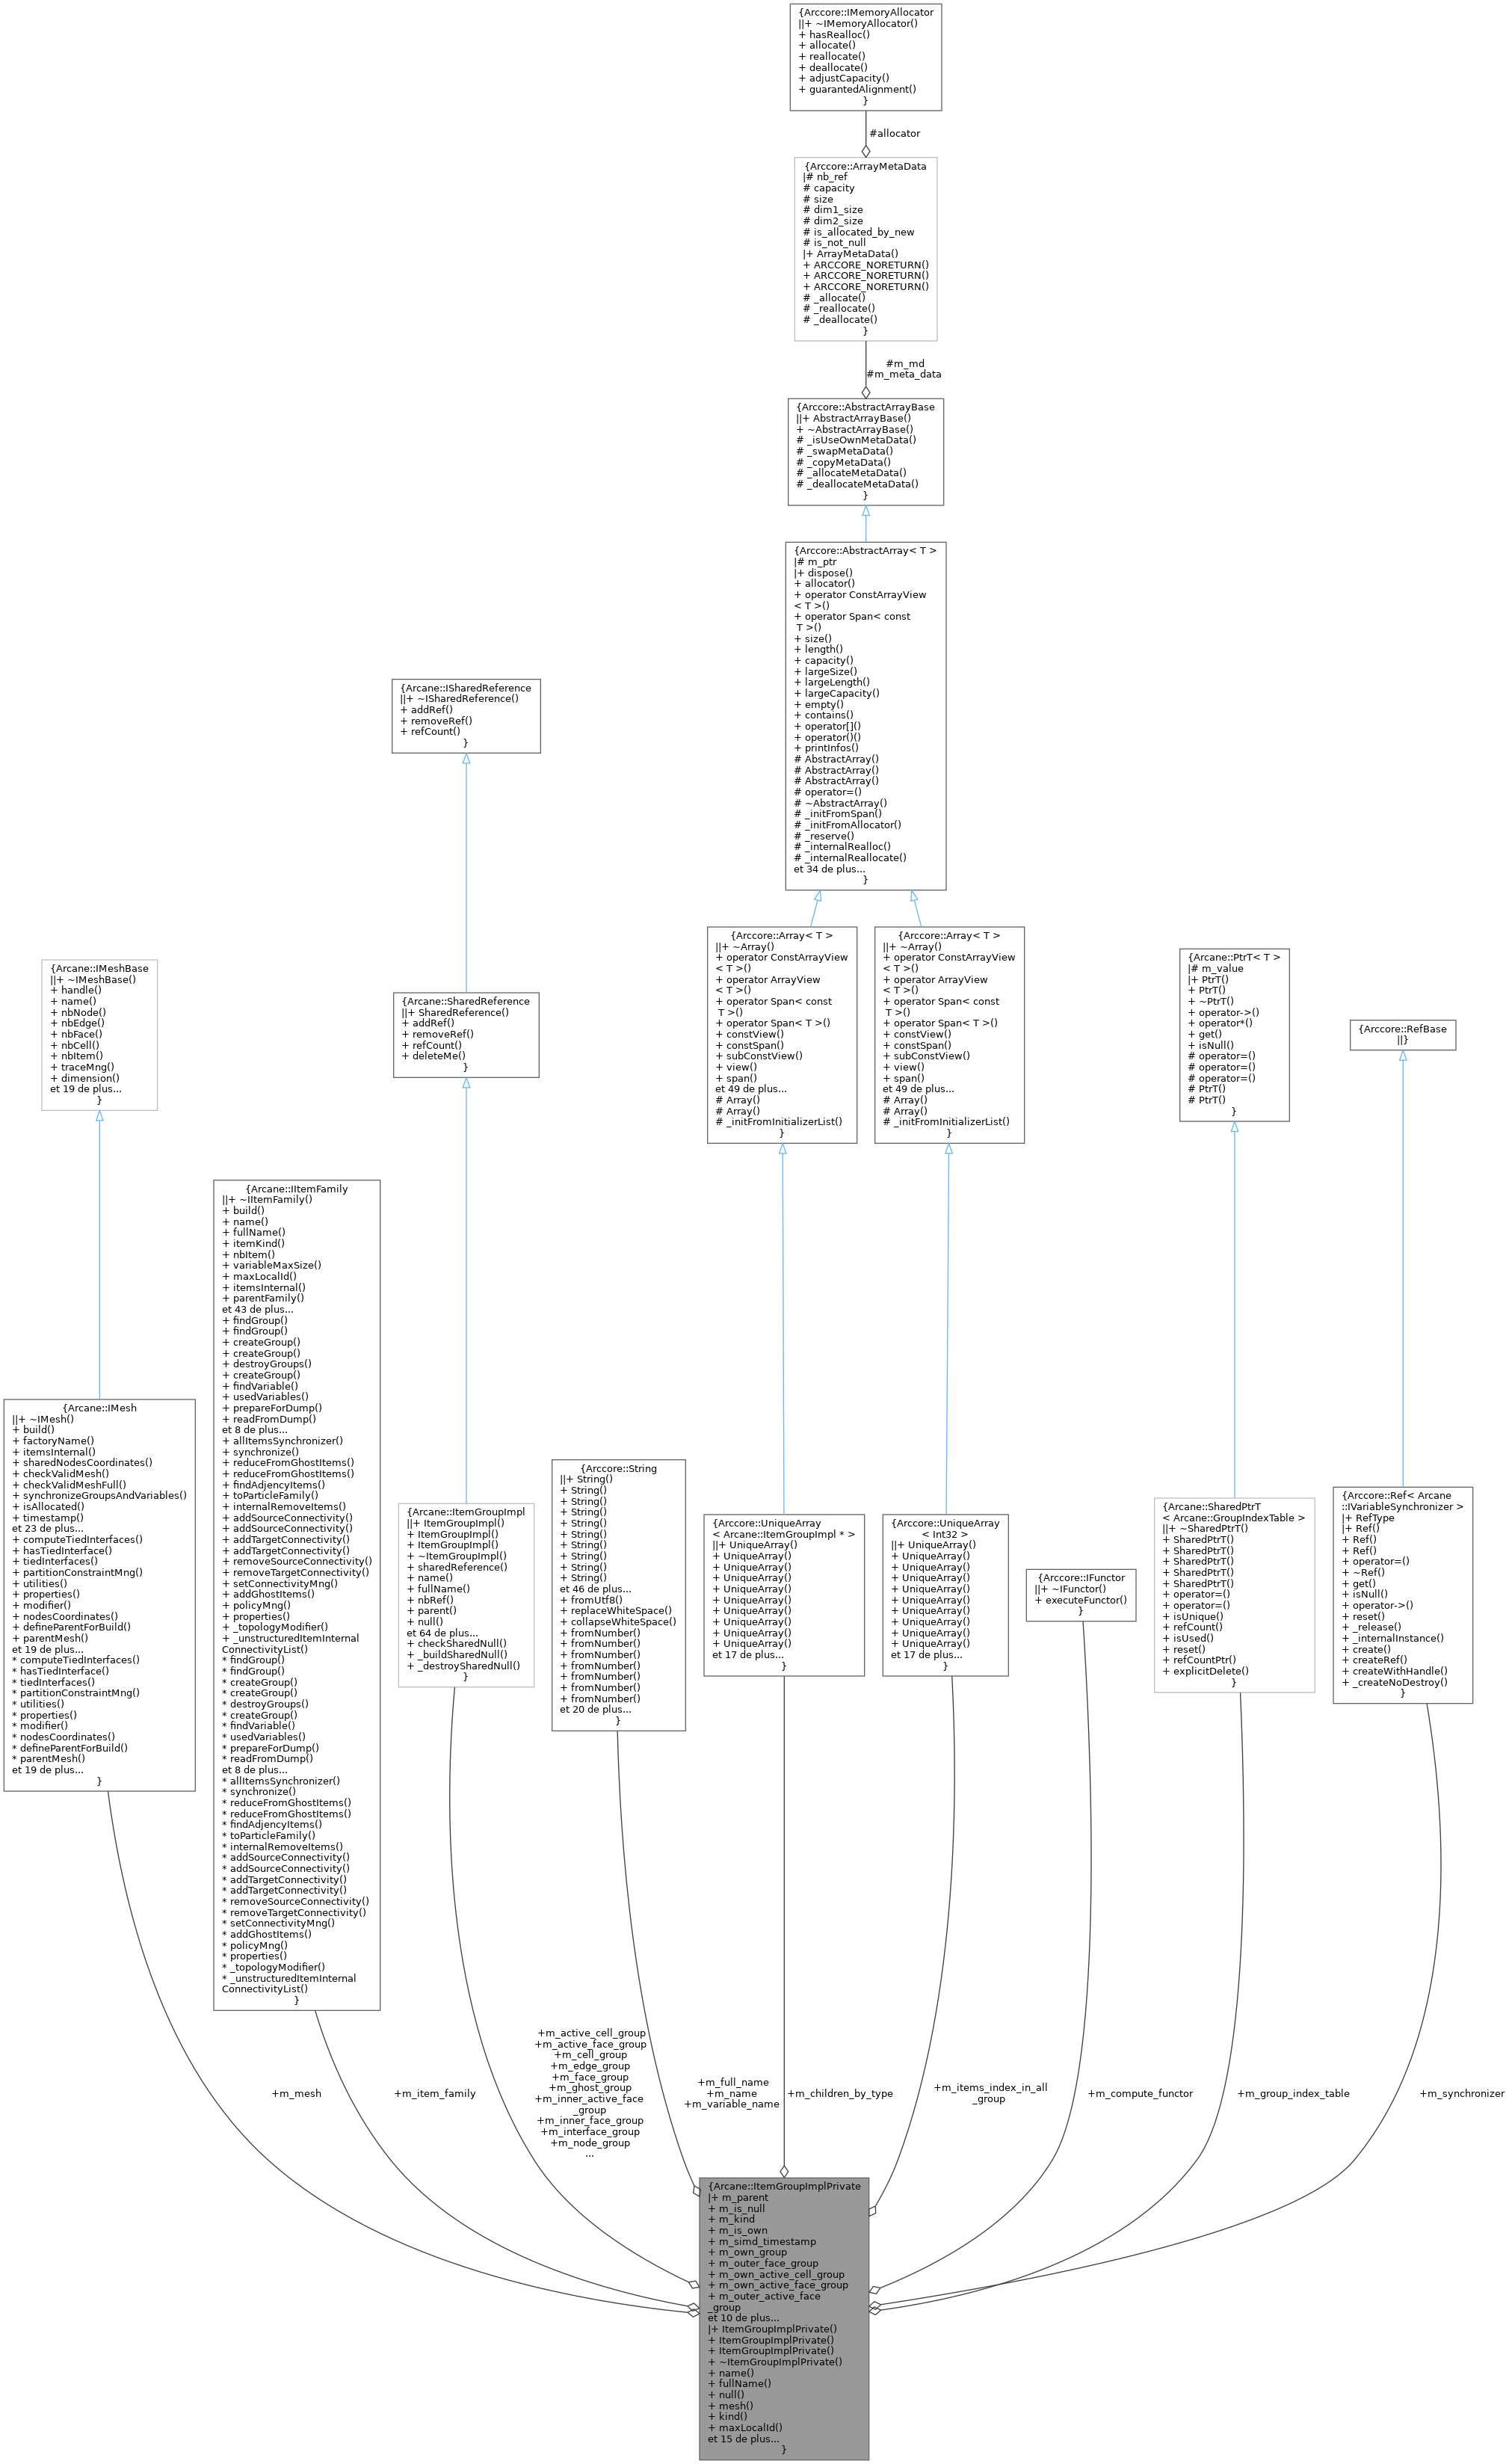 {Arccore::IMemoryAllocator
||+ ~IMemoryAllocator()
+ hasRealloc()
+ allocate()
+ reallocate()
+ deallocate()
+ adjustCapacity()
+ guarantedAlignment()
}
#allocator
{Arccore::ArrayMetaData
|# nb_ref
# capacity
# size
# dim1_size
# dim2_size
# is_allocated_by_new
# is_not_null
|+ ArrayMetaData()
+ ARCCORE_NORETURN()
+ ARCCORE_NORETURN()
+ ARCCORE_NORETURN()
# _allocate()
# _reallocate()
# _deallocate()
}
#m_md
#m_meta_data
{Arccore::AbstractArrayBase
||+ AbstractArrayBase()
+ ~AbstractArrayBase()
# _isUseOwnMetaData()
# _swapMetaData()
# _copyMetaData()
# _allocateMetaData()
# _deallocateMetaData()
}
{Arccore::AbstractArray< T >
|# m_ptr
|+ dispose()
+ allocator()
+ operator ConstArrayView
< T >()
+ operator Span< const
 T >()
+ size()
+ length()
+ capacity()
+ largeSize()
+ largeLength()
+ largeCapacity()
+ empty()
+ contains()
+ operator[]()
+ operator()()
+ printInfos()
# AbstractArray()
# AbstractArray()
# AbstractArray()
# operator=()
# ~AbstractArray()
# _initFromSpan()
# _initFromAllocator()
# _reserve()
# _internalRealloc()
# _internalReallocate()
et 34 de plus...
}
{Arcane::ISharedReference
||+ ~ISharedReference()
+ addRef()
+ removeRef()
+ refCount()
}
{Arccore::Array< T >
||+ ~Array()
+ operator ConstArrayView
< T >()
+ operator ArrayView
< T >()
+ operator Span< const
 T >()
+ operator Span< T >()
+ constView()
+ constSpan()
+ subConstView()
+ view()
+ span()
et 49 de plus...
# Array()
# Array()
# _initFromInitializerList()
}
{Arccore::Array< T >
||+ ~Array()
+ operator ConstArrayView
< T >()
+ operator ArrayView
< T >()
+ operator Span< const
 T >()
+ operator Span< T >()
+ constView()
+ constSpan()
+ subConstView()
+ view()
+ span()
et 49 de plus...
# Array()
# Array()
# _initFromInitializerList()
}
{Arcane::PtrT< T >
|# m_value
|+ PtrT()
+ PtrT()
+ ~PtrT()
+ operator->()
+ operator*()
+ get()
+ isNull()
# operator=()
# operator=()
# operator=()
# PtrT()
# PtrT()
}
{Arcane::IMeshBase
||+ ~IMeshBase()
+ handle()
+ name()
+ nbNode()
+ nbEdge()
+ nbFace()
+ nbCell()
+ nbItem()
+ traceMng()
+ dimension()
et 19 de plus...
}
{Arcane::SharedReference
||+ SharedReference()
+ addRef()
+ removeRef()
+ refCount()
+ deleteMe()
}
{Arccore::RefBase
||}
{Arcane::IItemFamily
||+ ~IItemFamily()
+ build()
+ name()
+ fullName()
+ itemKind()
+ nbItem()
+ variableMaxSize()
+ maxLocalId()
+ itemsInternal()
+ parentFamily()
et 43 de plus...
+ findGroup()
+ findGroup()
+ createGroup()
+ createGroup()
+ destroyGroups()
+ createGroup()
+ findVariable()
+ usedVariables()
+ prepareForDump()
+ readFromDump()
et 8 de plus...
+ allItemsSynchronizer()
+ synchronize()
+ reduceFromGhostItems()
+ reduceFromGhostItems()
+ findAdjencyItems()
+ toParticleFamily()
+ internalRemoveItems()
+ addSourceConnectivity()
+ addSourceConnectivity()
+ addTargetConnectivity()
+ addTargetConnectivity()
+ removeSourceConnectivity()
+ removeTargetConnectivity()
+ setConnectivityMng()
+ addGhostItems()
+ policyMng()
+ properties()
+ _topologyModifier()
+ _unstructuredItemInternal
ConnectivityList()
* findGroup()
* findGroup()
* createGroup()
* createGroup()
* destroyGroups()
* createGroup()
* findVariable()
* usedVariables()
* prepareForDump()
* readFromDump()
et 8 de plus...
* allItemsSynchronizer()
* synchronize()
* reduceFromGhostItems()
* reduceFromGhostItems()
* findAdjencyItems()
* toParticleFamily()
* internalRemoveItems()
* addSourceConnectivity()
* addSourceConnectivity()
* addTargetConnectivity()
* addTargetConnectivity()
* removeSourceConnectivity()
* removeTargetConnectivity()
* setConnectivityMng()
* addGhostItems()
* policyMng()
* properties()
* _topologyModifier()
* _unstructuredItemInternal
ConnectivityList()
}
{Arcane::IMesh
||+ ~IMesh()
+ build()
+ factoryName()
+ itemsInternal()
+ sharedNodesCoordinates()
+ checkValidMesh()
+ checkValidMeshFull()
+ synchronizeGroupsAndVariables()
+ isAllocated()
+ timestamp()
et 23 de plus...
+ computeTiedInterfaces()
+ hasTiedInterface()
+ tiedInterfaces()
+ partitionConstraintMng()
+ utilities()
+ properties()
+ modifier()
+ nodesCoordinates()
+ defineParentForBuild()
+ parentMesh()
et 19 de plus...
* computeTiedInterfaces()
* hasTiedInterface()
* tiedInterfaces()
* partitionConstraintMng()
* utilities()
* properties()
* modifier()
* nodesCoordinates()
* defineParentForBuild()
* parentMesh()
et 19 de plus...
}
{Arcane::ItemGroupImpl
||+ ItemGroupImpl()
+ ItemGroupImpl()
+ ItemGroupImpl()
+ ~ItemGroupImpl()
+ sharedReference()
+ name()
+ fullName()
+ nbRef()
+ parent()
+ null()
et 64 de plus...
+ checkSharedNull()
+ _buildSharedNull()
+ _destroySharedNull()
}
{Arccore::String
||+ String()
+ String()
+ String()
+ String()
+ String()
+ String()
+ String()
+ String()
+ String()
+ String()
et 46 de plus...
+ fromUtf8()
+ replaceWhiteSpace()
+ collapseWhiteSpace()
+ fromNumber()
+ fromNumber()
+ fromNumber()
+ fromNumber()
+ fromNumber()
+ fromNumber()
+ fromNumber()
et 20 de plus...
}
{Arccore::UniqueArray
< Arcane::ItemGroupImpl * >
||+ UniqueArray()
+ UniqueArray()
+ UniqueArray()
+ UniqueArray()
+ UniqueArray()
+ UniqueArray()
+ UniqueArray()
+ UniqueArray()
+ UniqueArray()
+ UniqueArray()
et 17 de plus...
}
{Arccore::UniqueArray
< Int32 >
||+ UniqueArray()
+ UniqueArray()
+ UniqueArray()
+ UniqueArray()
+ UniqueArray()
+ UniqueArray()
+ UniqueArray()
+ UniqueArray()
+ UniqueArray()
+ UniqueArray()
et 17 de plus...
}
{Arccore::IFunctor
||+ ~IFunctor()
+ executeFunctor()
}
{Arcane::SharedPtrT
< Arcane::GroupIndexTable >
||+ ~SharedPtrT()
+ SharedPtrT()
+ SharedPtrT()
+ SharedPtrT()
+ SharedPtrT()
+ SharedPtrT()
+ operator=()
+ operator=()
+ isUnique()
+ refCount()
+ isUsed()
+ reset()
+ refCountPtr()
+ explicitDelete()
}
{Arccore::Ref< Arcane
::IVariableSynchronizer >
|+ RefType
|+ Ref()
+ Ref()
+ Ref()
+ operator=()
+ ~Ref()
+ get()
+ isNull()
+ operator->()
+ reset()
+ _release()
+ _internalInstance()
+ create()
+ createRef()
+ createWithHandle()
+ _createNoDestroy()
}
+m_mesh
+m_item_family
+m_active_cell_group
+m_active_face_group
+m_cell_group
+m_edge_group
+m_face_group
+m_ghost_group
+m_inner_active_face
_group
+m_inner_face_group
+m_interface_group
+m_node_group
...
+m_full_name
+m_name
+m_variable_name
+m_children_by_type
+m_items_index_in_all
_group
+m_compute_functor
+m_group_index_table
+m_synchronizer
{Arcane::ItemGroupImplPrivate
|+ m_parent
+ m_is_null
+ m_kind
+ m_is_own
+ m_simd_timestamp
+ m_own_group
+ m_outer_face_group
+ m_own_active_cell_group
+ m_own_active_face_group
+ m_outer_active_face
_group
et 10 de plus...
|+ ItemGroupImplPrivate()
+ ItemGroupImplPrivate()
+ ItemGroupImplPrivate()
+ ~ItemGroupImplPrivate()
+ name()
+ fullName()
+ null()
+ mesh()
+ kind()
+ maxLocalId()
et 15 de plus...
}